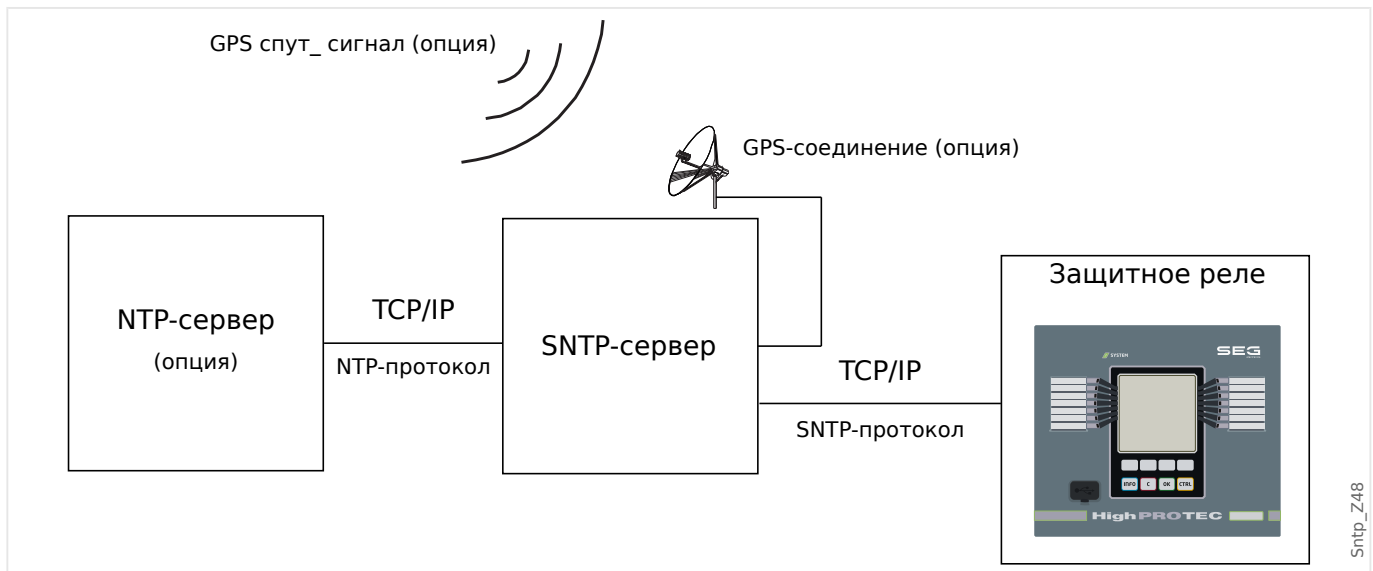 GPS спут_ сигнал (опция)
GPS-соединение (опция)
NTP-сервер
(опция)
TCP/IP
NTP-протокол
SNTP-сервер
TCP/IP
SNTP-протокол
Защитное реле
SYSTEM
SEG
INFO
C
OK
CTRL
HighPROTEC
Sntp_Z48